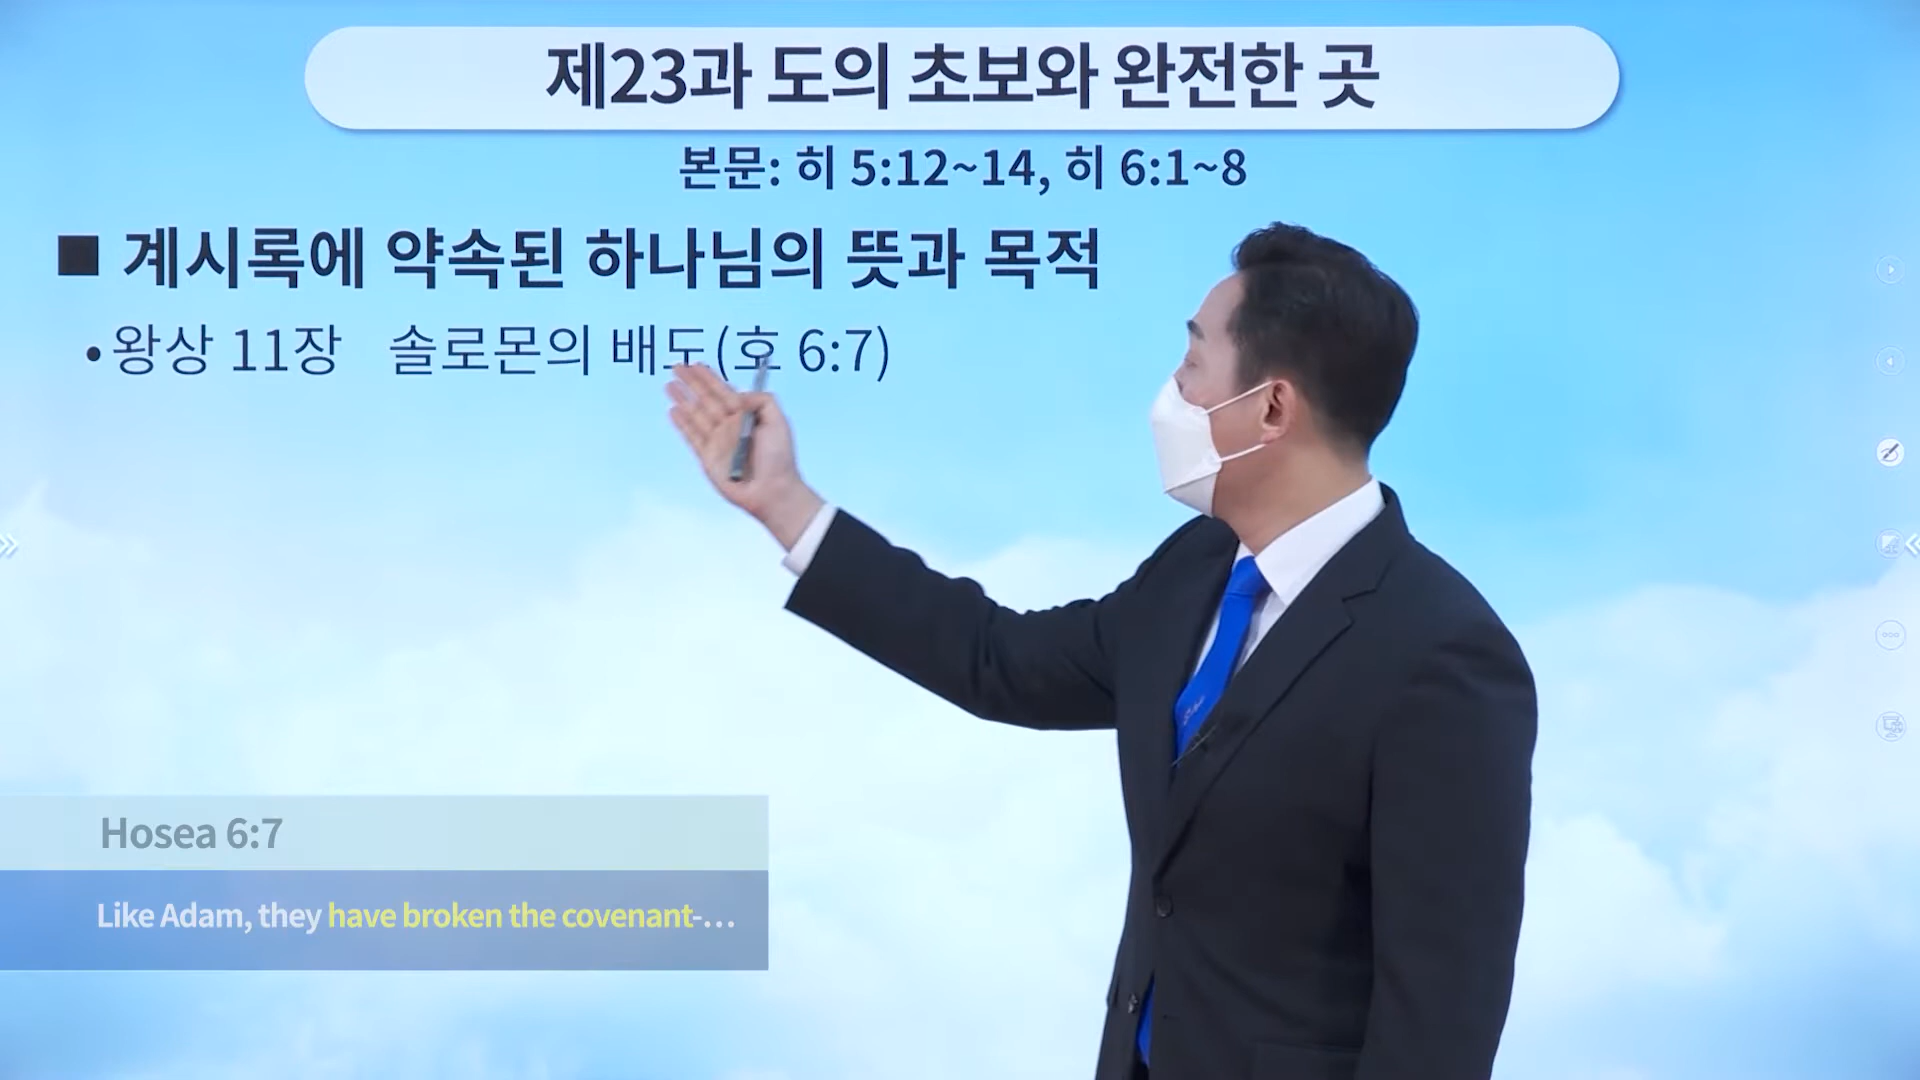 제23과 도의 초보와 완전한 곳
본문: 히 5:12~14, 히 6:1~8
■ 계시록에 약속된 하나님의 뜻과 목적
• 왕상 11장 솔로몬의 배도(호 6:7)
Hosea 6:7
Like Adam, they have broken the covenant-...